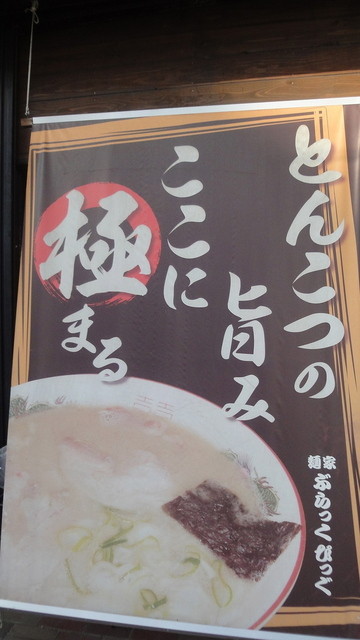 とんこつの
旨み
ここに
極まる
麺家
ぶらっくぴっぐ